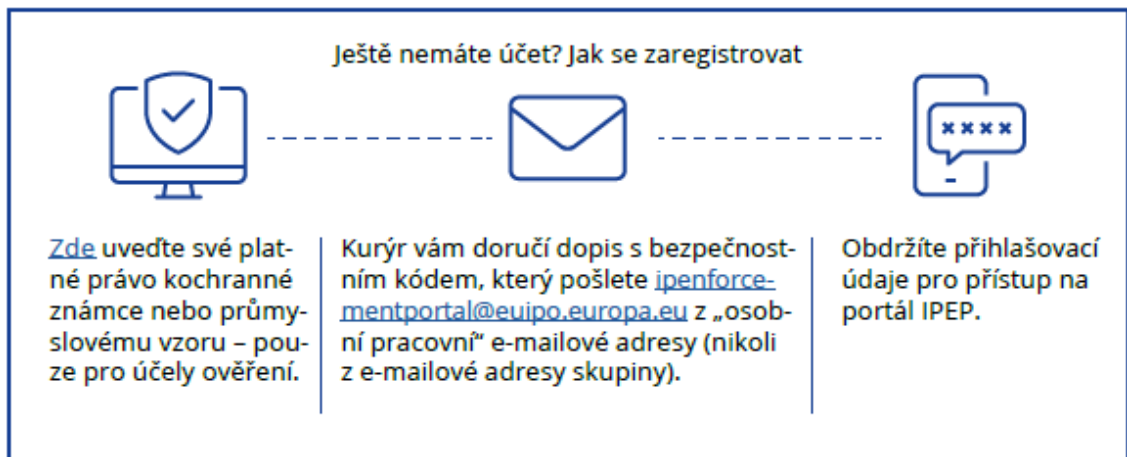 Ještě nemáte účet? Jak se zaregistrovat
××××
Zde uveďte své plat-
né právo kochranné
známce nebo průmy-
slovému vzoru – pou-
ze pro účely ověření.
Kurýr vám doručí dopis s bezpečnost-
ním kódem, který pošlete ipenforce-
mentportal@euipo.europa.eu z „osob-
ní pracovní“ e-mailové adresy (nikoli
z e-mailové adresy skupiny).
Obdržíte přihlašovací
údaje pro přístup na
portál IPEP.